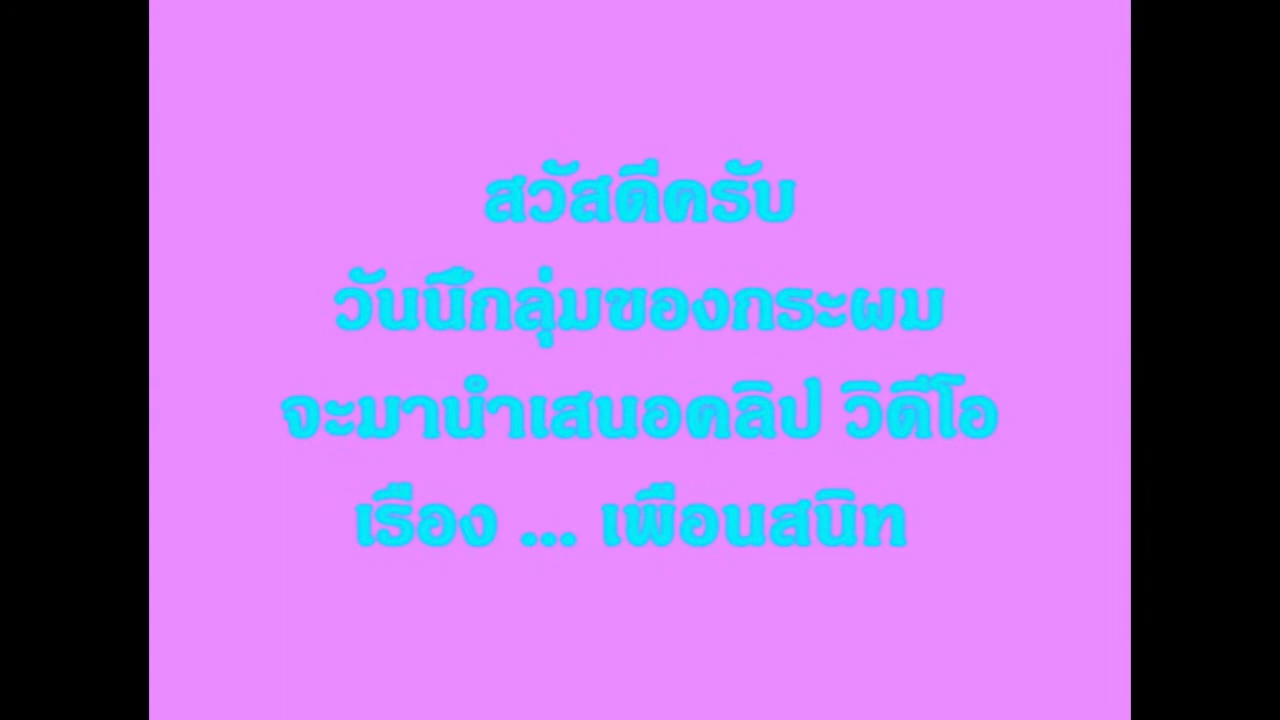 สวัสดีครับ
วันนี้กลุ่มของกระผม
จะมานำเสนอคลิป วิดีโอ
เรื่อง ... เพื่อนสนิท